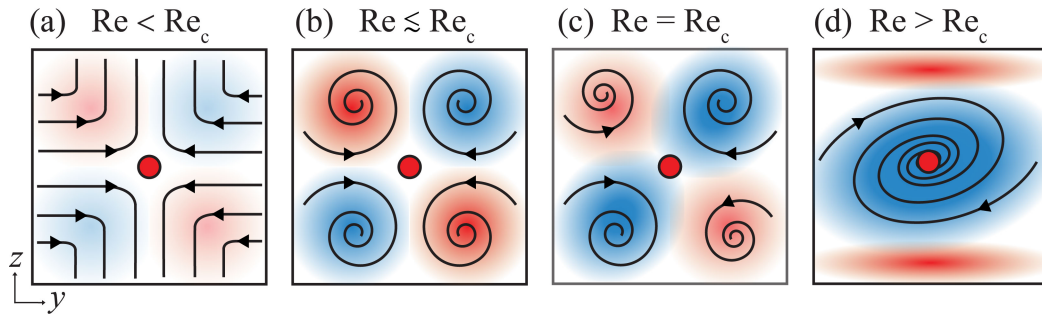 (a) Re < Re_c
(b) Re ≲ Re_c
(c) Re = Re_c
(d) Re > Re_c
z
y